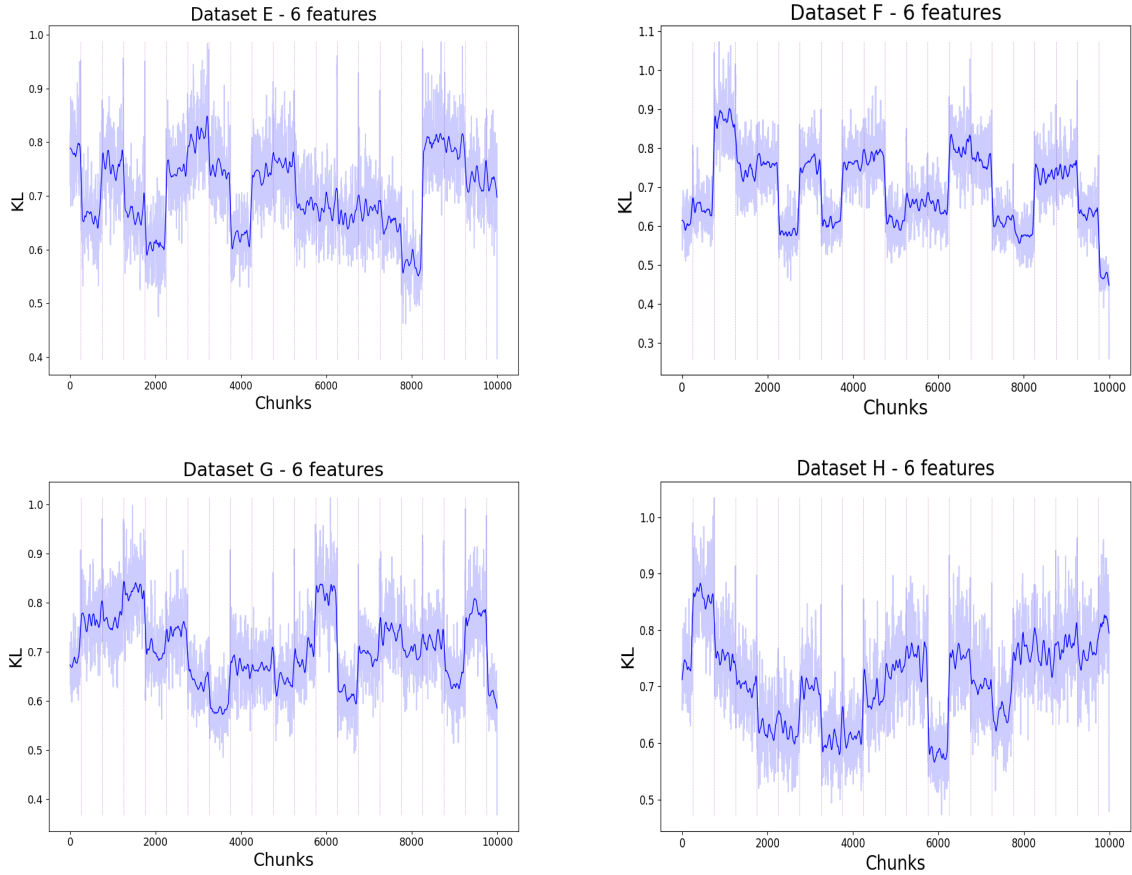 Dataset E - 6 features
1.0
0.9
0.8
0.7
0.6
0.5
0.4
KL
0 2000 4000 6000 8000 10000
Chunks
Dataset F - 6 features
1.1
1.0
0.9
0.8
0.7
0.6
0.5
0.4
0.3
KL
0 2000 4000 6000 8000 10000
Chunks
Dataset G - 6 features
1.0
0.9
0.8
0.7
0.6
0.5
0.4
KL
0 2000 4000 6000 8000 10000
Chunks
Dataset H - 6 features
1.0
0.9
0.8
0.7
0.6
0.5
KL
0 2000 4000 6000 8000 10000
Chunks